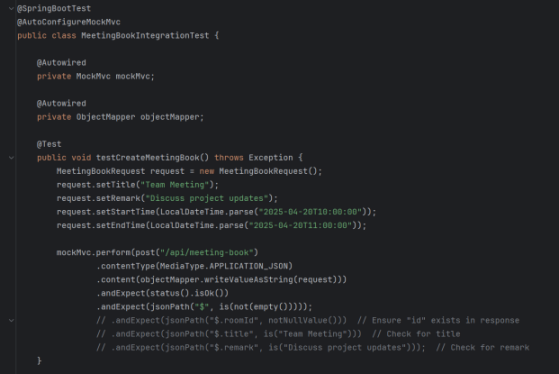 @SpringBootTest
@AutoConfigureMockMvc
public class MeetingBookIntegrationTest {
@Autowired
private MockMvc mockMvc;
@Autowired
private ObjectMapper objectMapper;
@Test
public void testCreateMeetingBook() throws Exception {
MeetingBookRequest request = new MeetingBookRequest();
request.setTitle("Team Meeting");
request.setRemark("Discuss project updates");
request.setStartTime(LocalDateTime.parse("2025-04-20T10:00:00"));
request.setEndTime(LocalDateTime.parse("2025-04-20T11:00:00"));
mockMvc.perform(post("/api/meeting-book")
.contentType(MediaType.APPLICATION_JSON)
.content(objectMapper.writeValueAsString(request)))
.andExpect(status().isOk())
.andExpect(jsonPath("$", is(not(empty()))));
// .andExpect(jsonPath("$.roomId", notNullValue()))  // Ensure "id" exists in response
// .andExpect(jsonPath("$.title", is("Team Meeting")))  // Check for title
// .andExpect(jsonPath("$.remark", is("Discuss project updates")));  // Check for remark
}